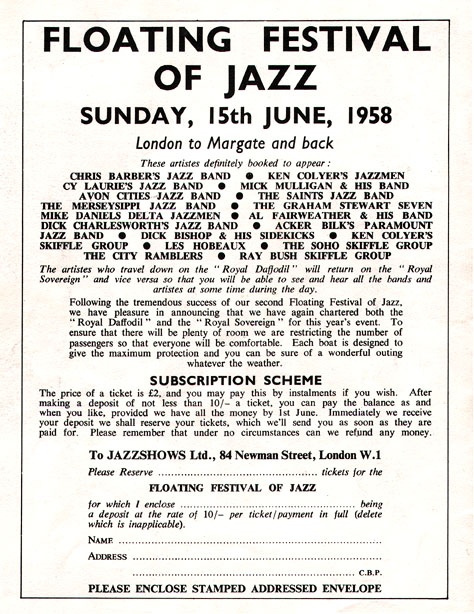 FLOATING FESTIVAL
OF JAZZ
SUNDAY, 15th JUNE, 1958
London to Margate and back
These artistes definitely booked to appear :
CHRIS BARBER'S JAZZ BAND ● KEN COLYER'S JAZZMEN
CY LAURIE'S JAZZ BAND ● MICK MULLIGAN & HIS BAND
AVON CITIES JAZZ BAND ● THE SAINTS JAZZ BAND
THE MERSEYSIPPI JAZZ BAND ● THE GRAHAM STEWART SEVEN
MIKE DANIELS DELTA JAZZMEN ● AL FAIRWEATHER & HIS BAND
DICK CHARLESWORTH'S JAZZ BAND ● ACKER BILK'S PARAMOUNT
JAZZ BAND ● DICK BISHOP & HIS SIDEKICKS ● KEN COLYER'S
SKIFFLE GROUP ● LES HOBEAUX ● THE SOHO SKIFFLE GROUP
THE CITY RAMBLERS ● RAY BUSH SKIFFLE GROUP
The artistes who travel down on the "Royal Daffodil" will return on the "Royal
Sovereign" and vice versa so that you will be able to see and hear all the bands and
artistes at some time during the day.
Following the tremendous success of our second Floating Festival of Jazz,
we have pleasure in announcing that we have again chartered both the
"Royal Daffodil" and the "Royal Sovereign" for this year's event. To
ensure that there will be plenty of room we are restricting the number of
passengers so that everyone will be comfortable. Each boat is designed to
give the maximum protection and you can be sure of a wonderful outing
whatever the weather.
SUBSCRIPTION SCHEME
The price of a ticket is £2, and you may pay this by instalments if you wish. After
making a deposit of not less than 10/- a ticket, you can pay the balance as and
when you like, provided we have all the money by 1st June. Immediately we receive
your deposit we shall reserve your tickets, which we'll send you as soon as they are
paid for. Please remember that under no circumstances can we refund any money.
To JAZZSHOWS Ltd., 84 Newman Street, London W.1
Please Reserve ........................................ tickets for the
FLOATING FESTIVAL OF JAZZ
for which I enclose ........................................ being
a deposit at the rate of 10/- per ticket/payment in full (delete
which is inapplicable).
NAME ........................................
ADDRESS ........................................
........................................ C.B.P.
PLEASE ENCLOSE STAMPED ADDRESSED ENVELOPE